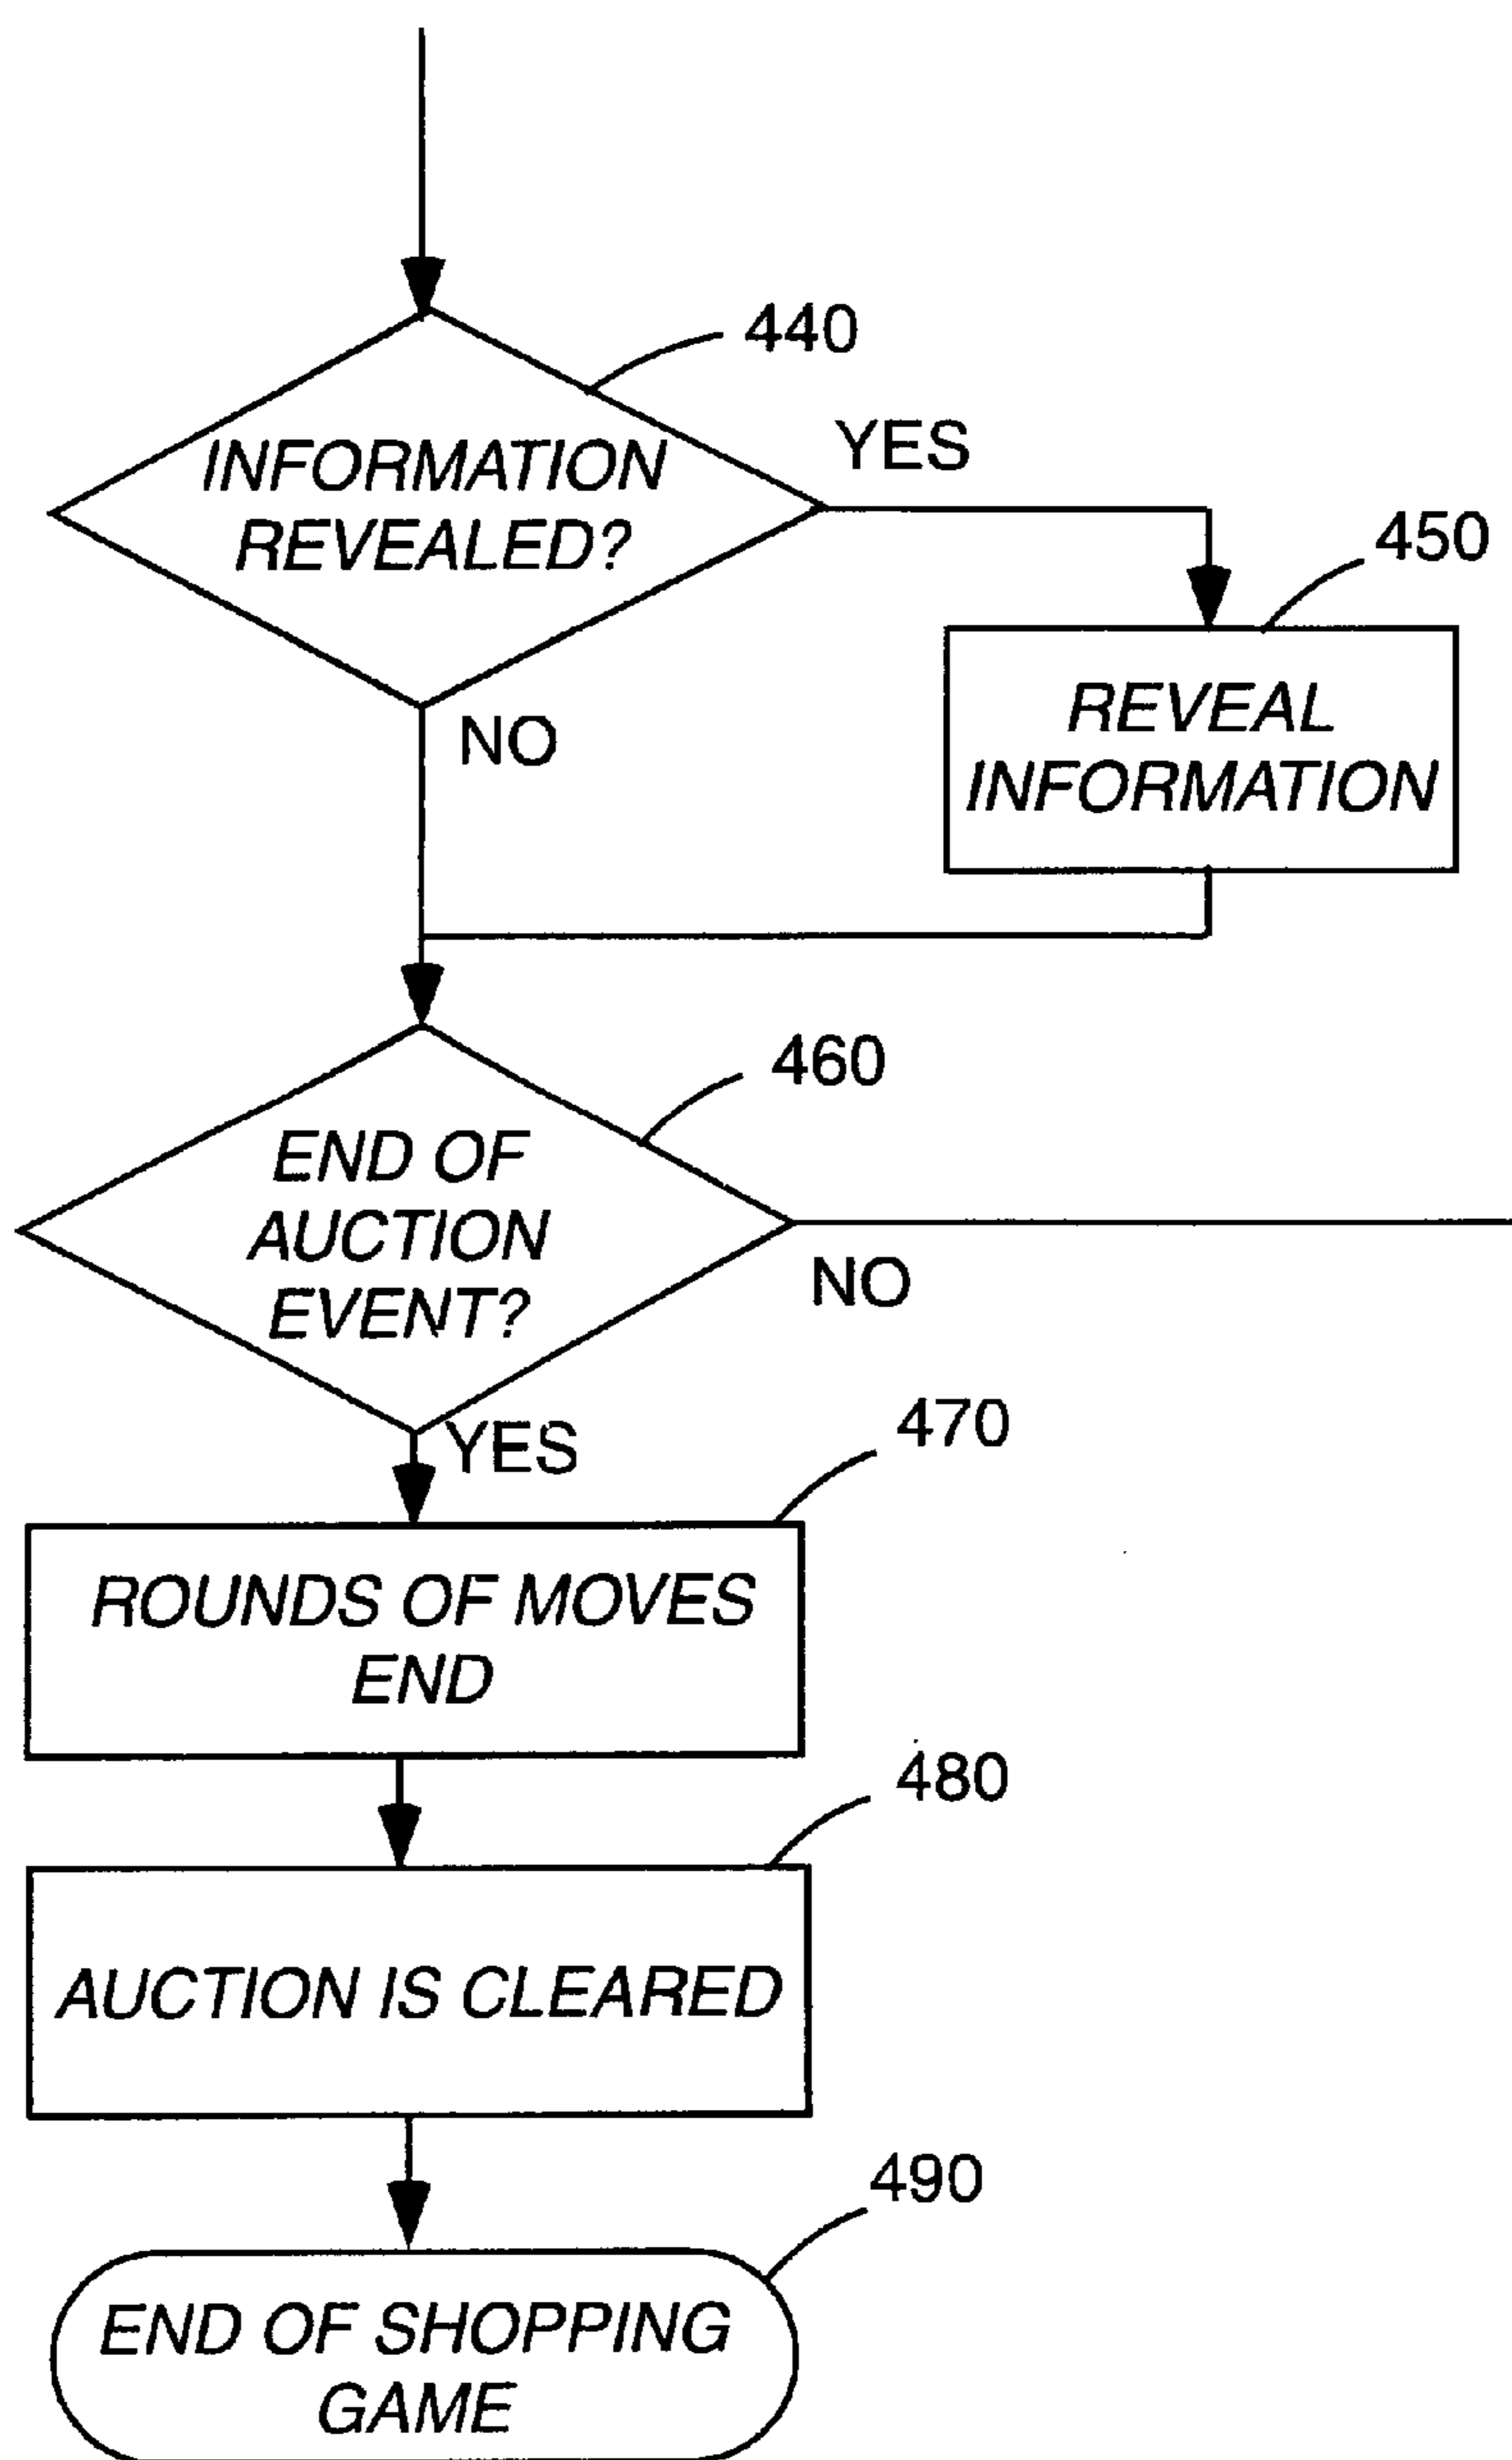 440
INFORMATION
REVEALED?
YES
450
REVEAL
INFORMATION
NO
460
END OF
AUCTION
EVENT?
NO
YES
470
ROUNDS OF MOVES
END
480
AUCTION IS CLEARED
490
END OF SHOPPING
GAME